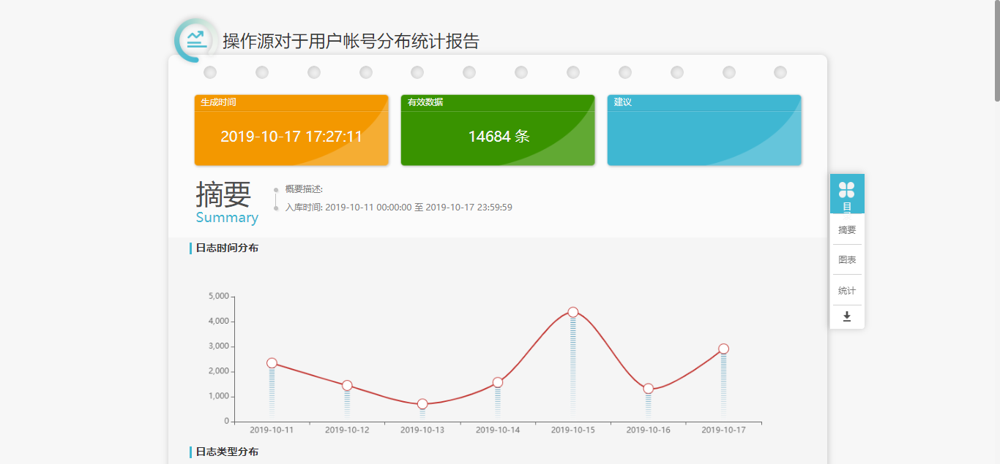 操作源对于用户帐号分布统计报告
生成时间
2019-10-17 17:27:11
有效数据
14684 条
建议
摘要
Summary
概要描述:
入库时间: 2019-10-11 00:00:00 至 2019-10-17 23:59:59
目
摘要
图表
统计
日志时间分布
5,000
4,000
3,000
2,000
1,000
0
2019-10-11 2019-10-12 2019-10-13 2019-10-14 2019-10-15 2019-10-16 2019-10-17
日志类型分布